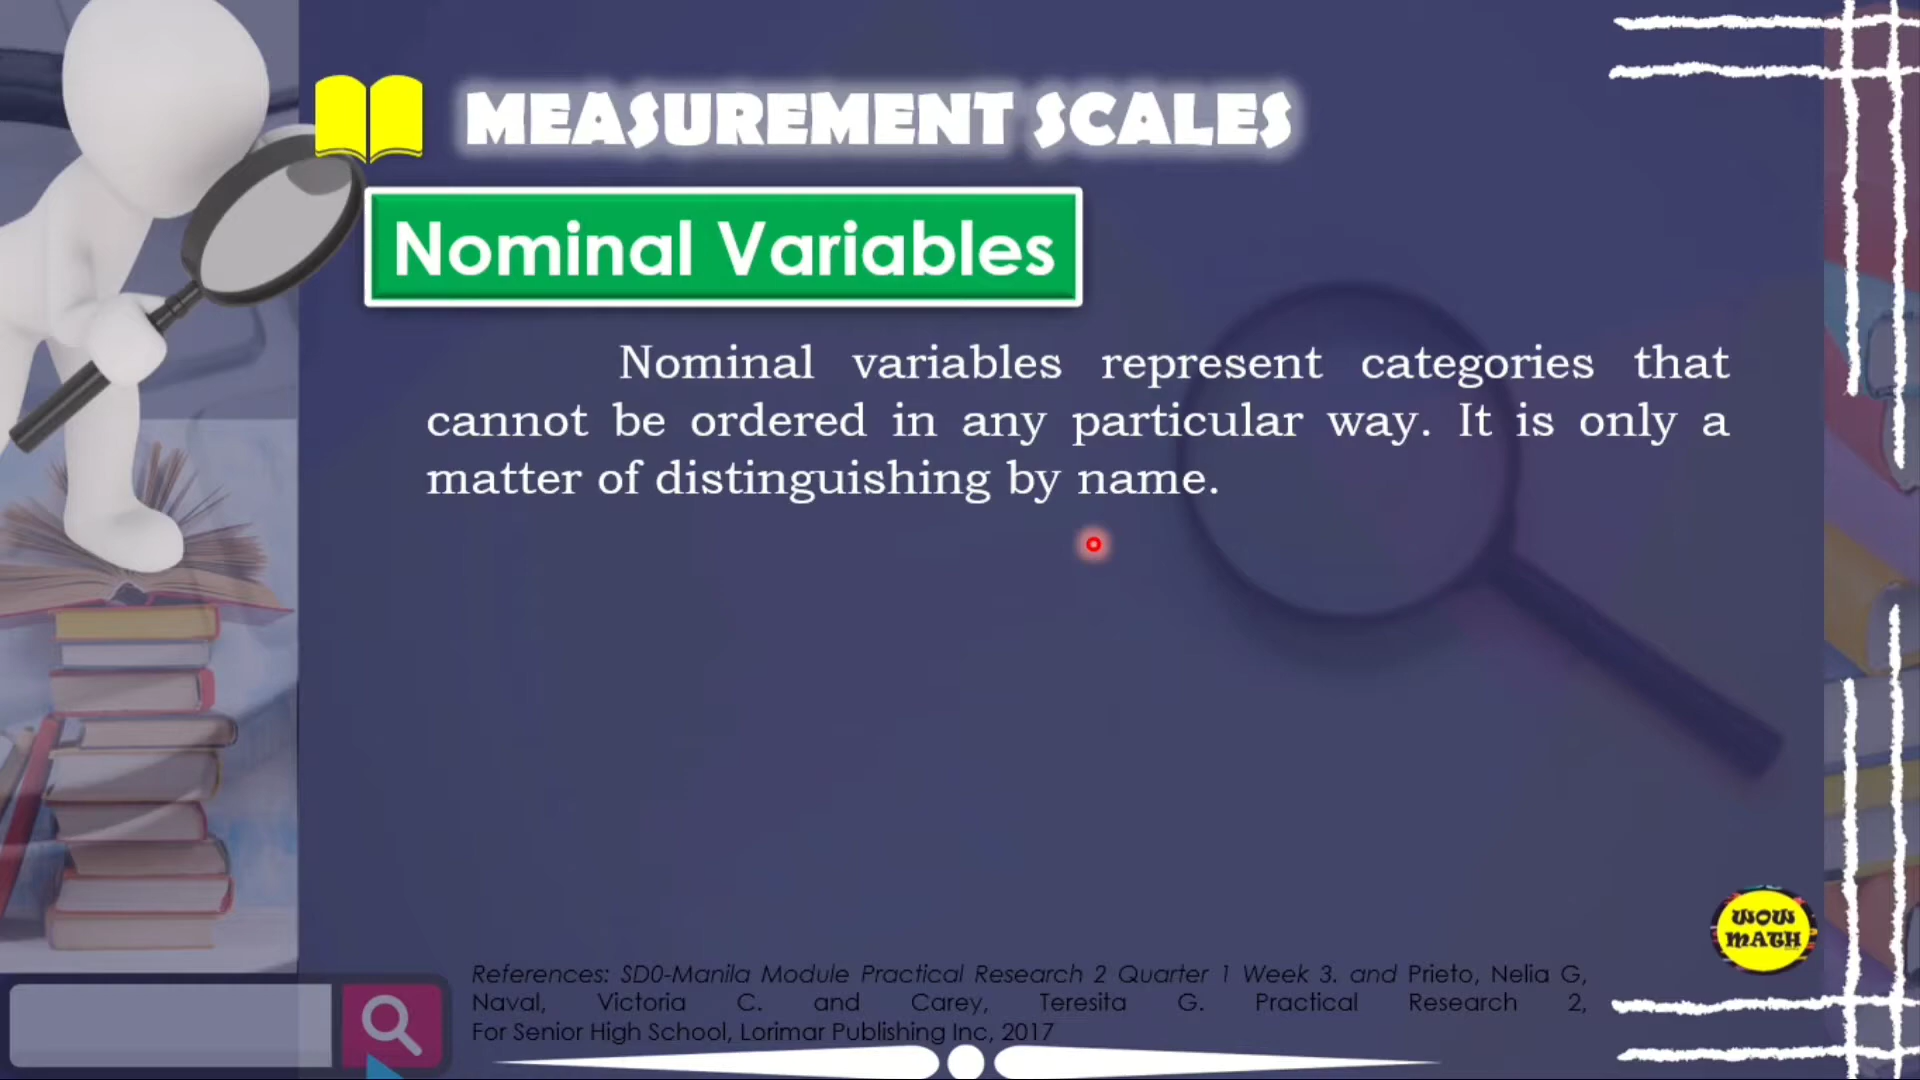 MEASUREMENT SCALES
Nominal Variables
Nominal variables represent categories that
cannot be ordered in any particular way. It is only a
matter of distinguishing by name.
WOW
MATH
References: SD0-Manila Module Practical Research 2 Quarter 1 Week 3. and Prieto, Nelia G,
Naval, Victoria C. and Carey, Teresita G. Practical Research 2,
For Senior High School, Lorimar Publishing Inc, 2017